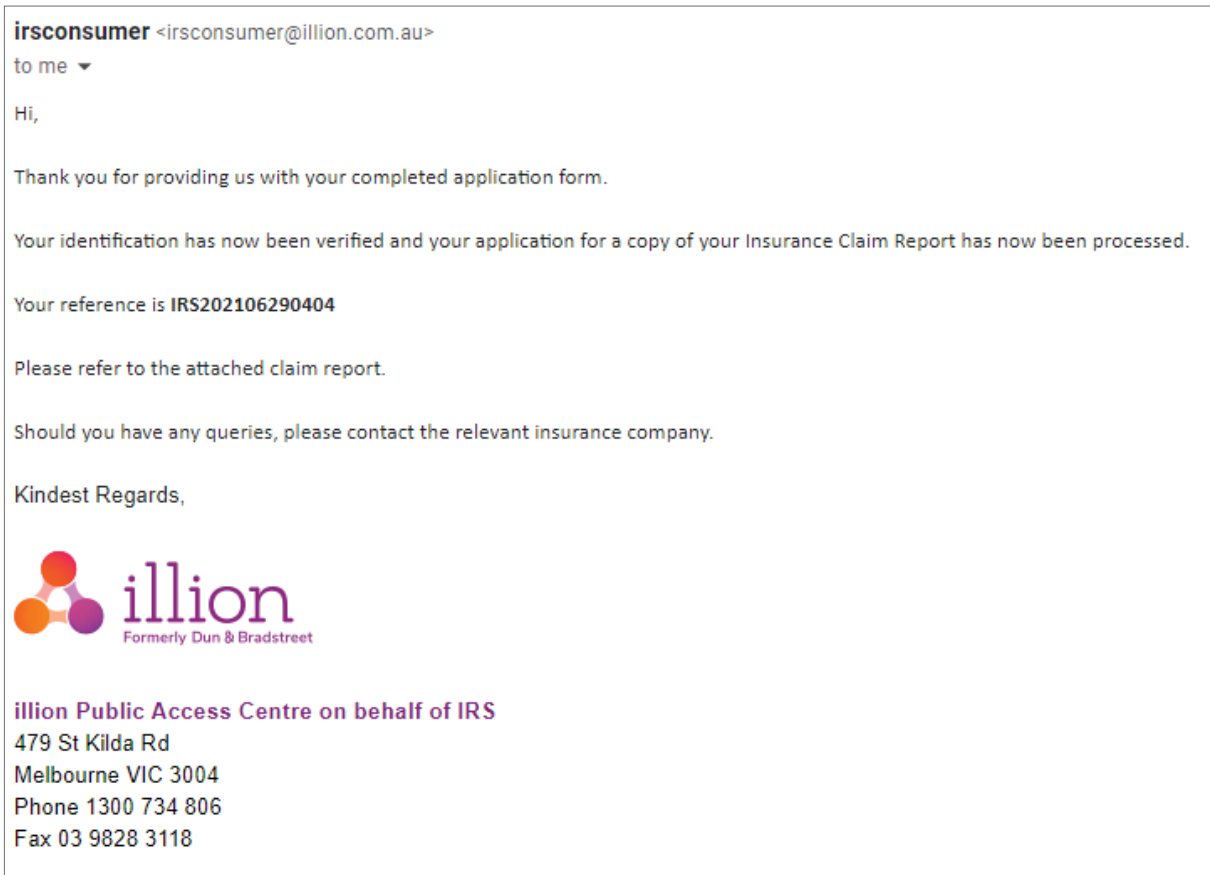 irsconsumer <irsconsumer@illion.com.au>
to me
Hi,
Thank you for providing us with your completed application form.
Your identification has now been verified and your application for a copy of your Insurance Claim Report has now been processed.
Your reference is IRS202106290404
Please refer to the attached claim report.
Should you have any queries, please contact the relevant insurance company.
Kindest Regards,
illion
Formerly Dun & Bradstreet
illion Public Access Centre on behalf of IRS
479 St Kilda Rd
Melbourne VIC 3004
Phone 1300 734 806
Fax 03 9828 3118